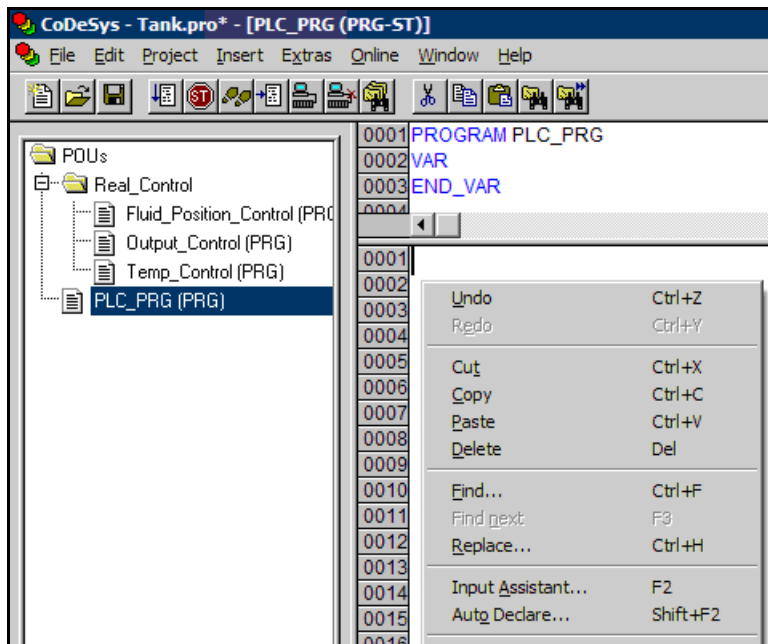 CoDeSys - Tank.pro* - [PLC_PRG (PRG-ST)]
File Edit Project Insert Extras Online Window Help
ST
POUs
Real_Control
Fluid_Position_Control (PRG
Output_Control (PRG)
Temp_Control (PRG)
PLC_PRG (PRG)
0001 PROGRAM PLC_PRG
0002 VAR
0003 END_VAR
0004
0001
0002
0003
0004
0005
0006
0007
0008
0009
0010
0011
0012
0013
0014
0015
0016
Undo Ctrl+Z
Redo Ctrl+Y
Cut Ctrl+X
Copy Ctrl+C
Paste Ctrl+V
Delete Del
Find... Ctrl+F
Find next F3
Replace... Ctrl+H
Input Assistant... F2
Auto Declare... Shift+F2